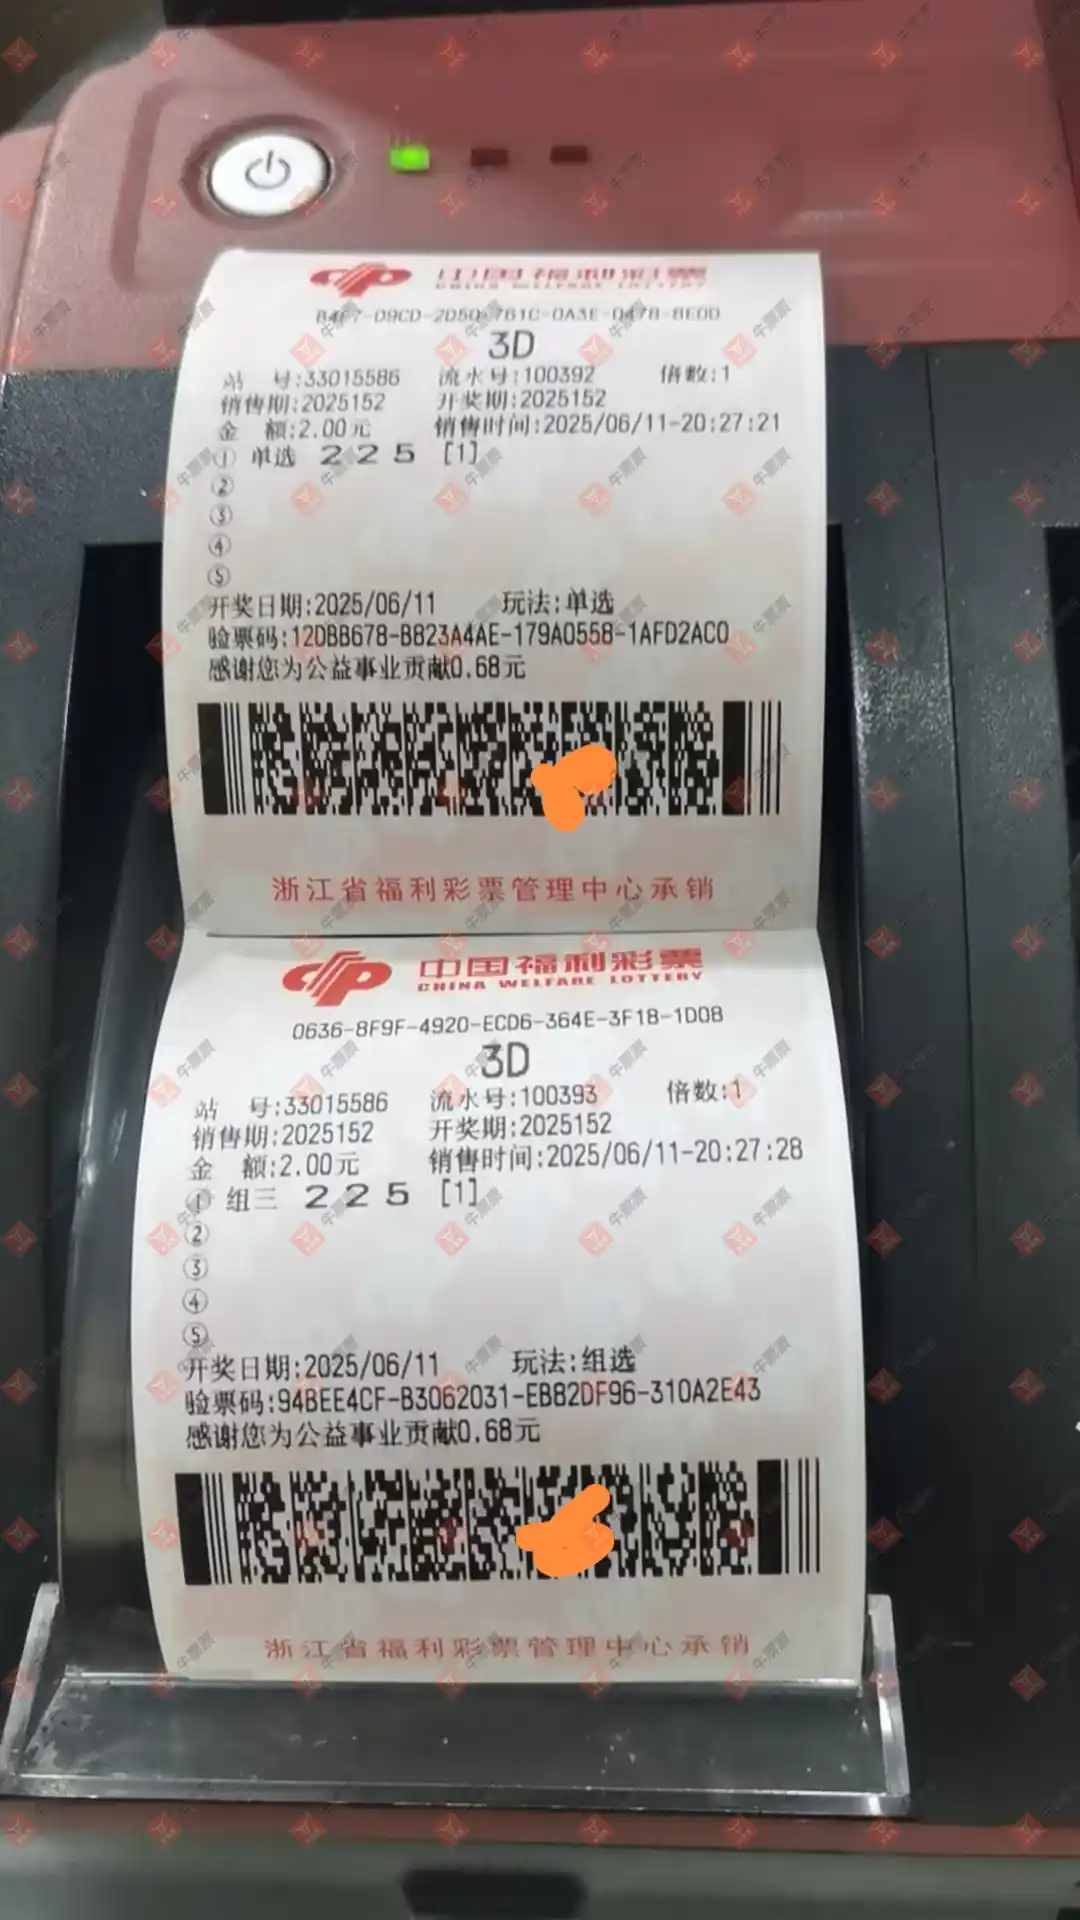 中国福利彩票
CHINA WELFARE LOTTERY
3D
站 号:33015586 流水号:100392 倍数:1
销售期:2025152 开奖期:2025152
金 额:2.00元 销售时间:2025/06/11-20:27:21
① 单选 2 2 5 [1]
②
③
④
⑤
开奖日期:2025/06/11 玩法:单选
验票码:12DBB678-B823A4AE-179A0558-1AFD2AC0
感谢您为公益事业贡献0.68元
浙江省福利彩票管理中心承销
中国福利彩票
CHINA WELFARE LOTTERY
0636-8F9F-4920-ECD6-364E-3F18-1D0B
3D
站 号:33015586 流水号:100393 倍数:1
销售期:2025152 开奖期:2025152
金 额:2.00元 销售时间:2025/06/11-20:27:28
① 组三 2 2 5 [1]
②
③
④
⑤
开奖日期:2025/06/11 玩法:组选
验票码:94BEE4CF-B3062031-EB82DF96-310A2E43
感谢您为公益事业贡献0.68元
浙江省福利彩票管理中心承销
牛票票